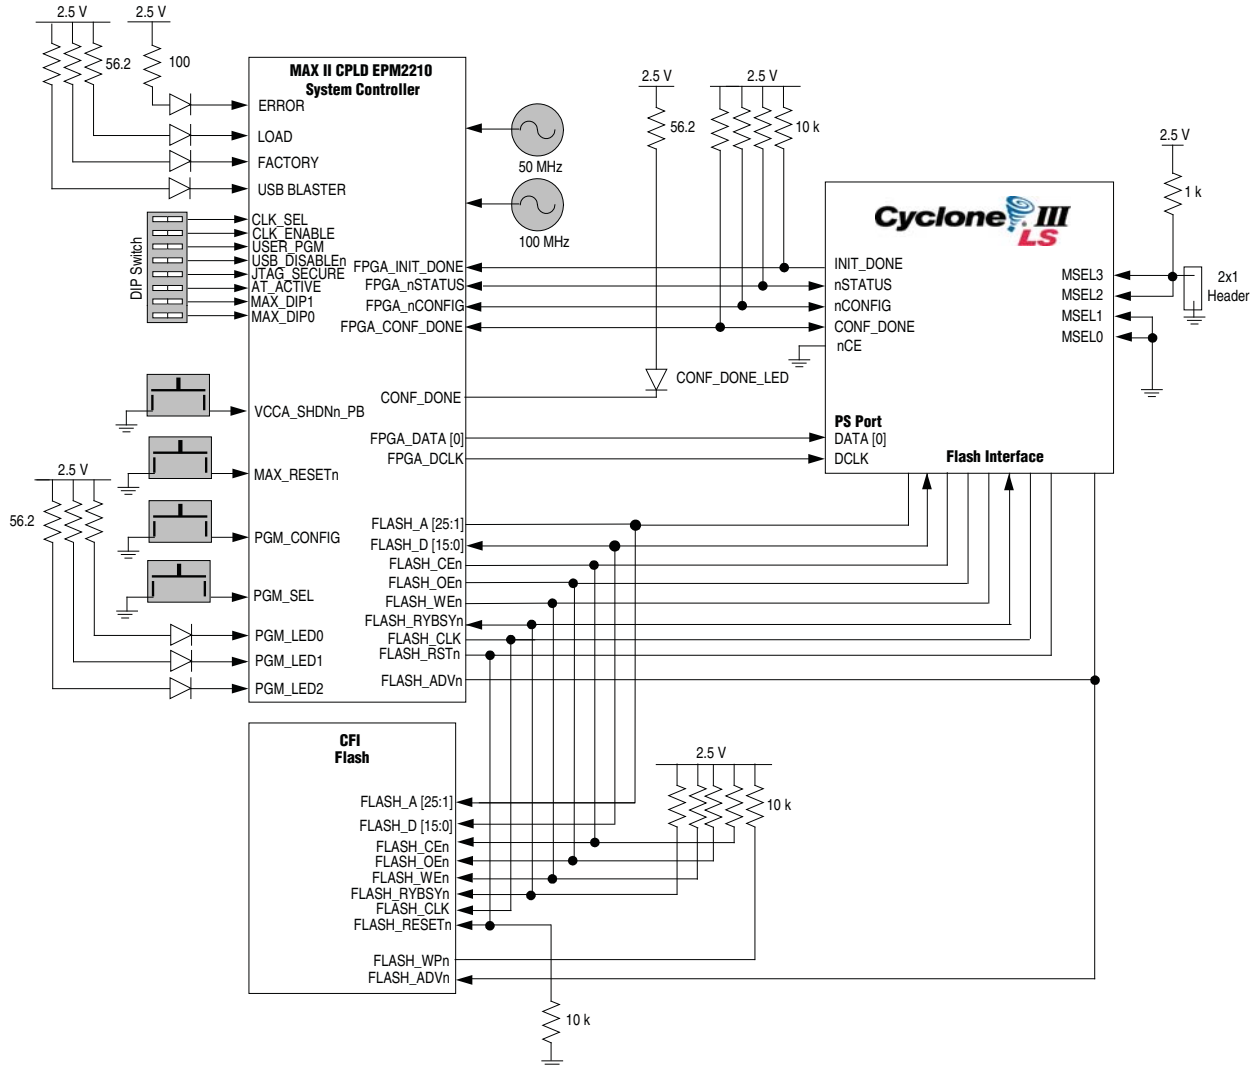 2.5 V
2.5 V
56.2
100
MAX II CPLD EPM2210
System Controller
ERROR
LOAD
FACTORY
USB BLASTER
DIP Switch
CLK_SEL
CLK_ENABLE
USER_PGM
USB_DISABLEn
JTAG_SECURE
AT_ACTIVE
MAX_DIP1
MAX_DIP0
VCCA_SHDNn_PB
MAX_RESETn
PGM_CONFIG
PGM_SEL
2.5 V
56.2
PGM_LED0
PGM_LED1
PGM_LED2
50 MHz
100 MHz
FPGA_INIT_DONE
FPGA_nSTATUS
FPGA_nCONFIG
FPGA_CONF_DONE
CONF_DONE
FPGA_DATA [0]
FPGA_DCLK
FLASH_A [25:1]
FLASH_D [15:0]
FLASH_CEn
FLASH_OEn
FLASH_WEn
FLASH_RYBSYn
FLASH_CLK
FLASH_RSTn
FLASH_ADVn
2.5 V
56.2
2.5 V
10 k
CONF_DONE_LED
Cyclone III
LS
INIT_DONE
nSTATUS
nCONFIG
CONF_DONE
nCE
PS Port
DATA [0]
DCLK
Flash Interface
MSEL3
MSEL2
MSEL1
MSEL0
2.5 V
1 k
2x1
Header
CFI
Flash
FLASH_A [25:1]
FLASH_D [15:0]
FLASH_CEn
FLASH_OEn
FLASH_WEn
FLASH_RYBSYn
FLASH_CLK
FLASH_RESETn
FLASH_WPn
FLASH_ADVn
2.5 V
10 k
10 k